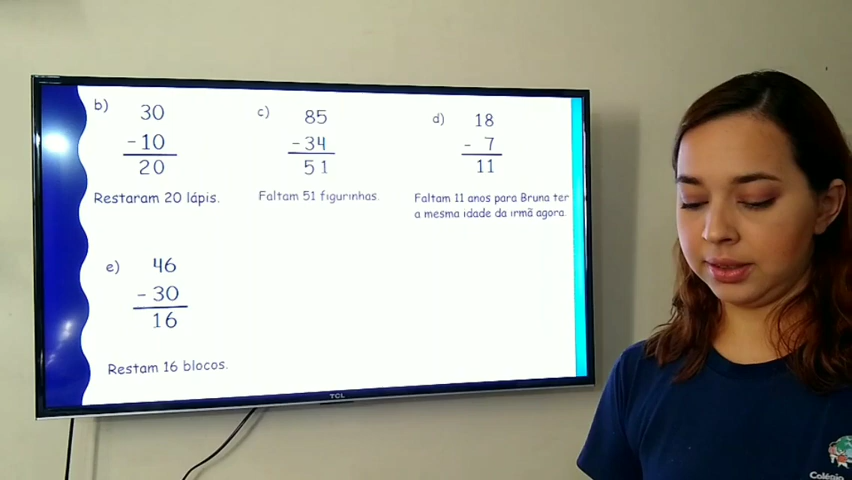 b) 30
-10
20
Restaram 20 lápis.
c) 85
-34
51
Faltam 51 figurinhas.
d) 18
- 7
11
Faltam 11 anos para Bruna ter
a mesma idade da irmã agora.
e) 46
- 30
16
Restam 16 blocos.
TCL
Colégio